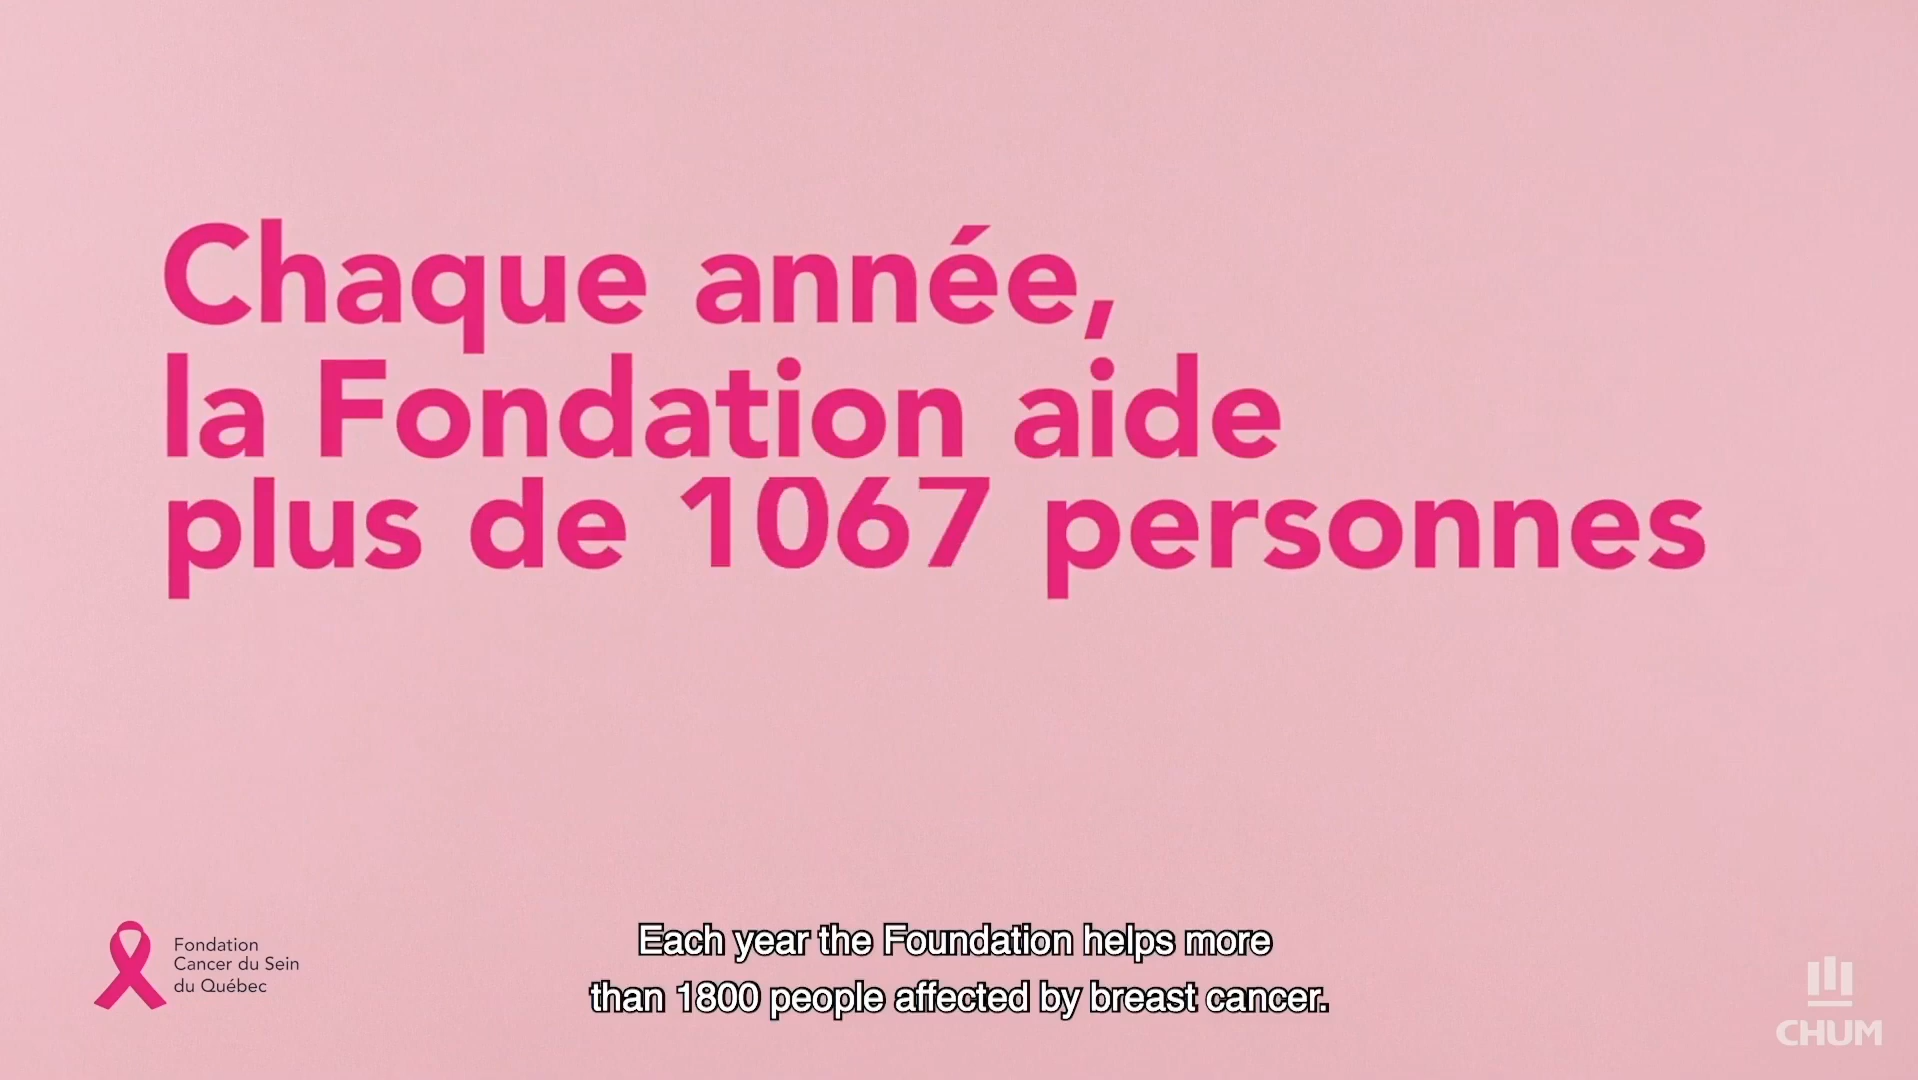 Chaque année,
la Fondation aide
plus de 1067 personnes
Fondation
Cancer du Sein
du Québec
Each year the Foundation helps more
than 1800 people affected by breast cancer.
CHUM